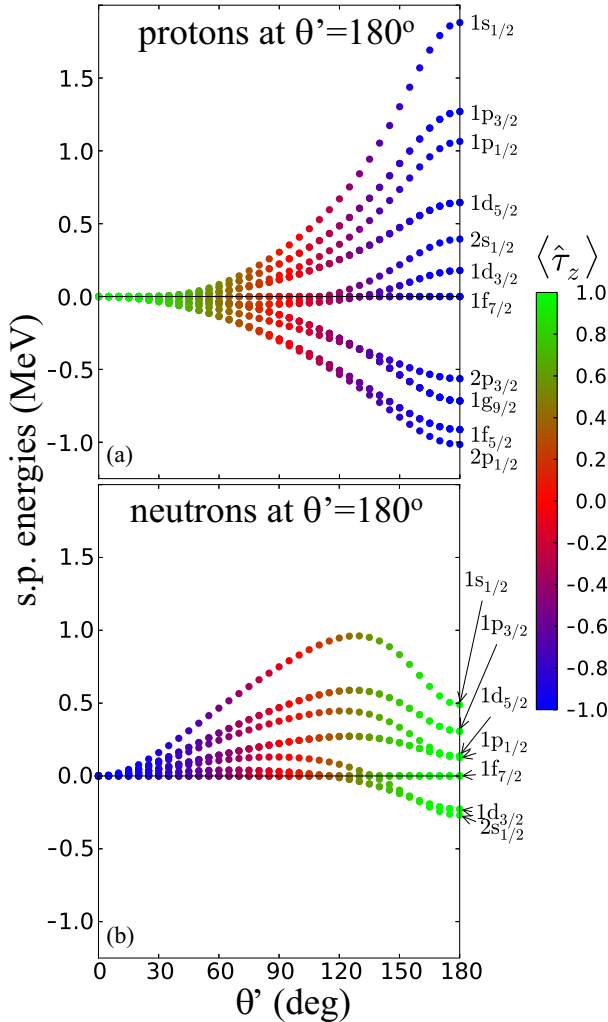 protons at θ'=180°
1.5
1.0
0.5
0.0
−0.5
−1.0
(a)
1s1/2
1p3/2
1p1/2
1d5/2
2s1/2
1d3/2
1f7/2
2p3/2
1g9/2
1f5/2
2p1/2
s.p. energies (MeV)
neutrons at θ'=180°
1.5
1.0
0.5
0.0
−0.5
−1.0
(b)
1s1/2
1p3/2
1d5/2
1p1/2
1f7/2
1d3/2
2s1/2
0 30 60 90 120 150 180
θ' (deg)
⟨τ̂z⟩
1.0
0.8
0.6
0.4
0.2
0.0
−0.2
−0.4
−0.6
−0.8
−1.0